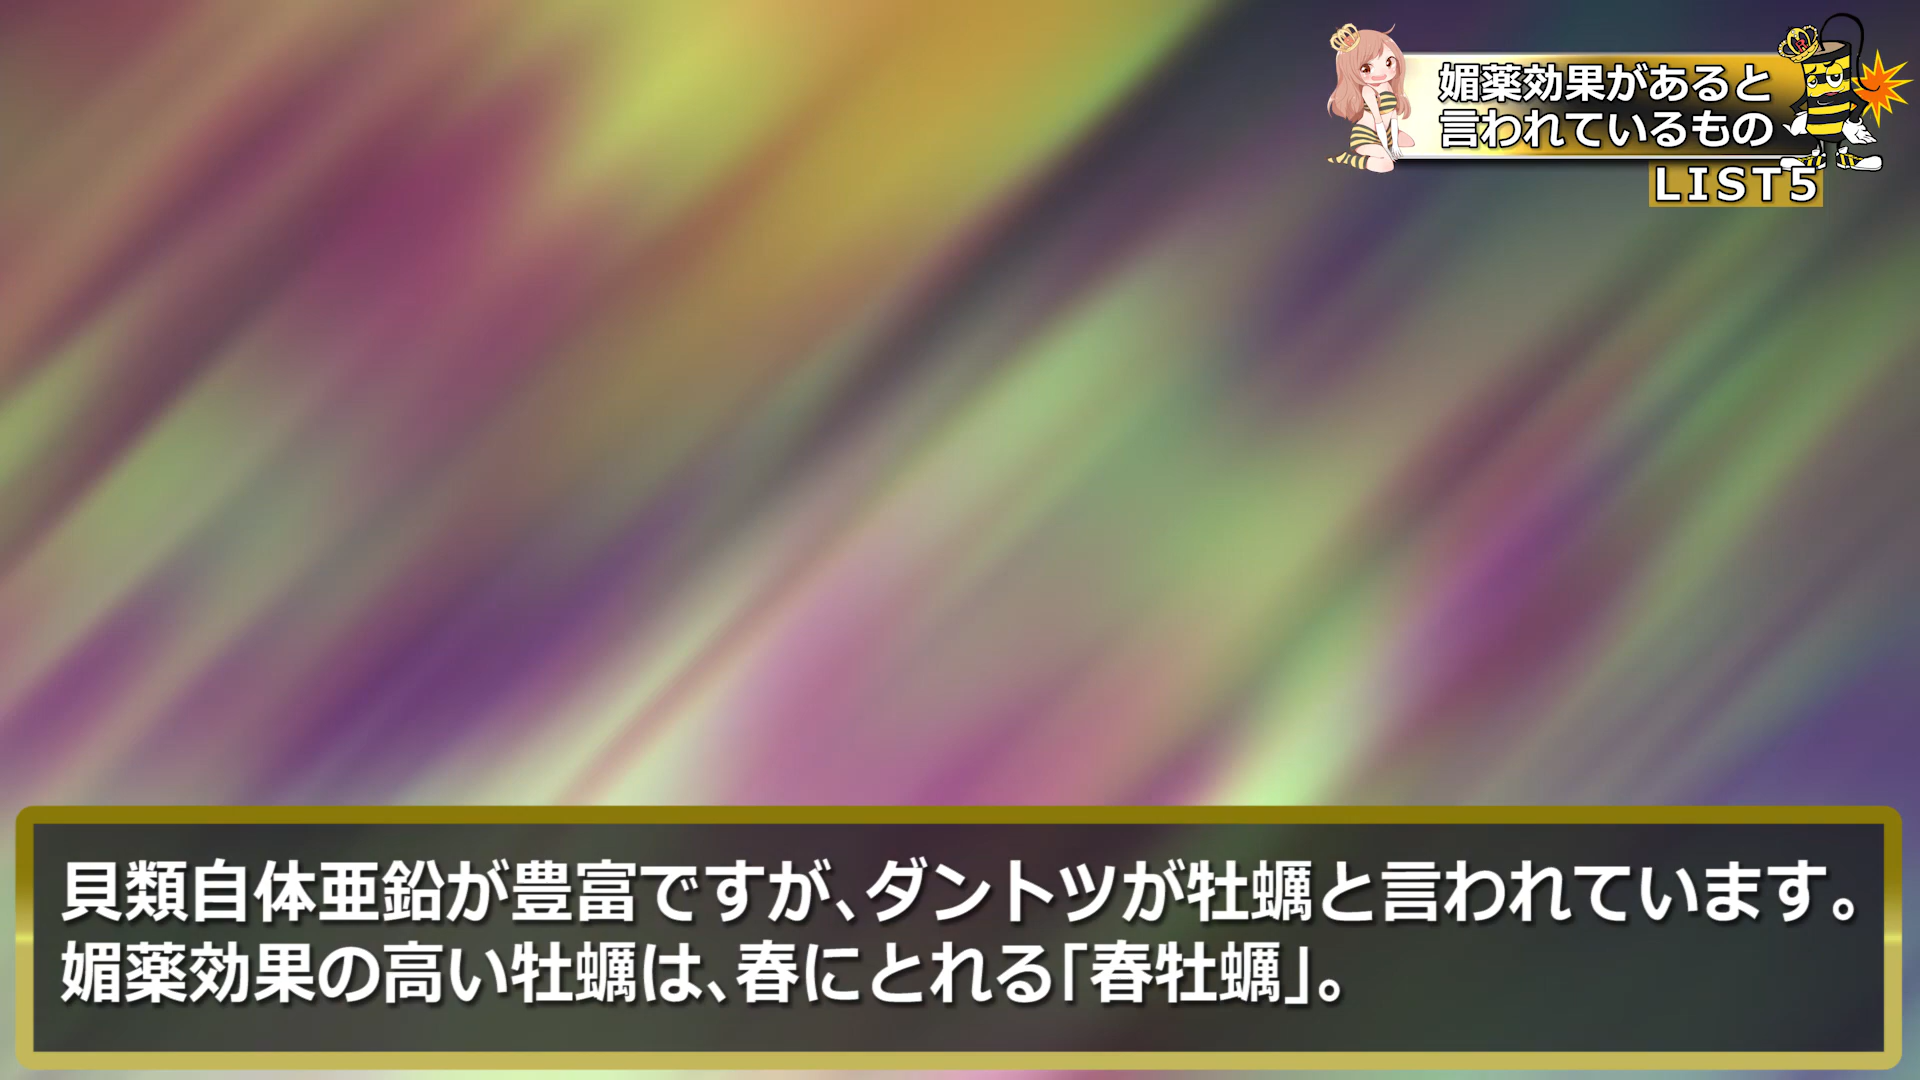 媚薬効果があると
言われているもの
LIST5
貝類自体亜鉛が豊富ですが、ダントツが牡蠣と言われています。
媚薬効果の高い牡蠣は、春にとれる「春牡蠣」。